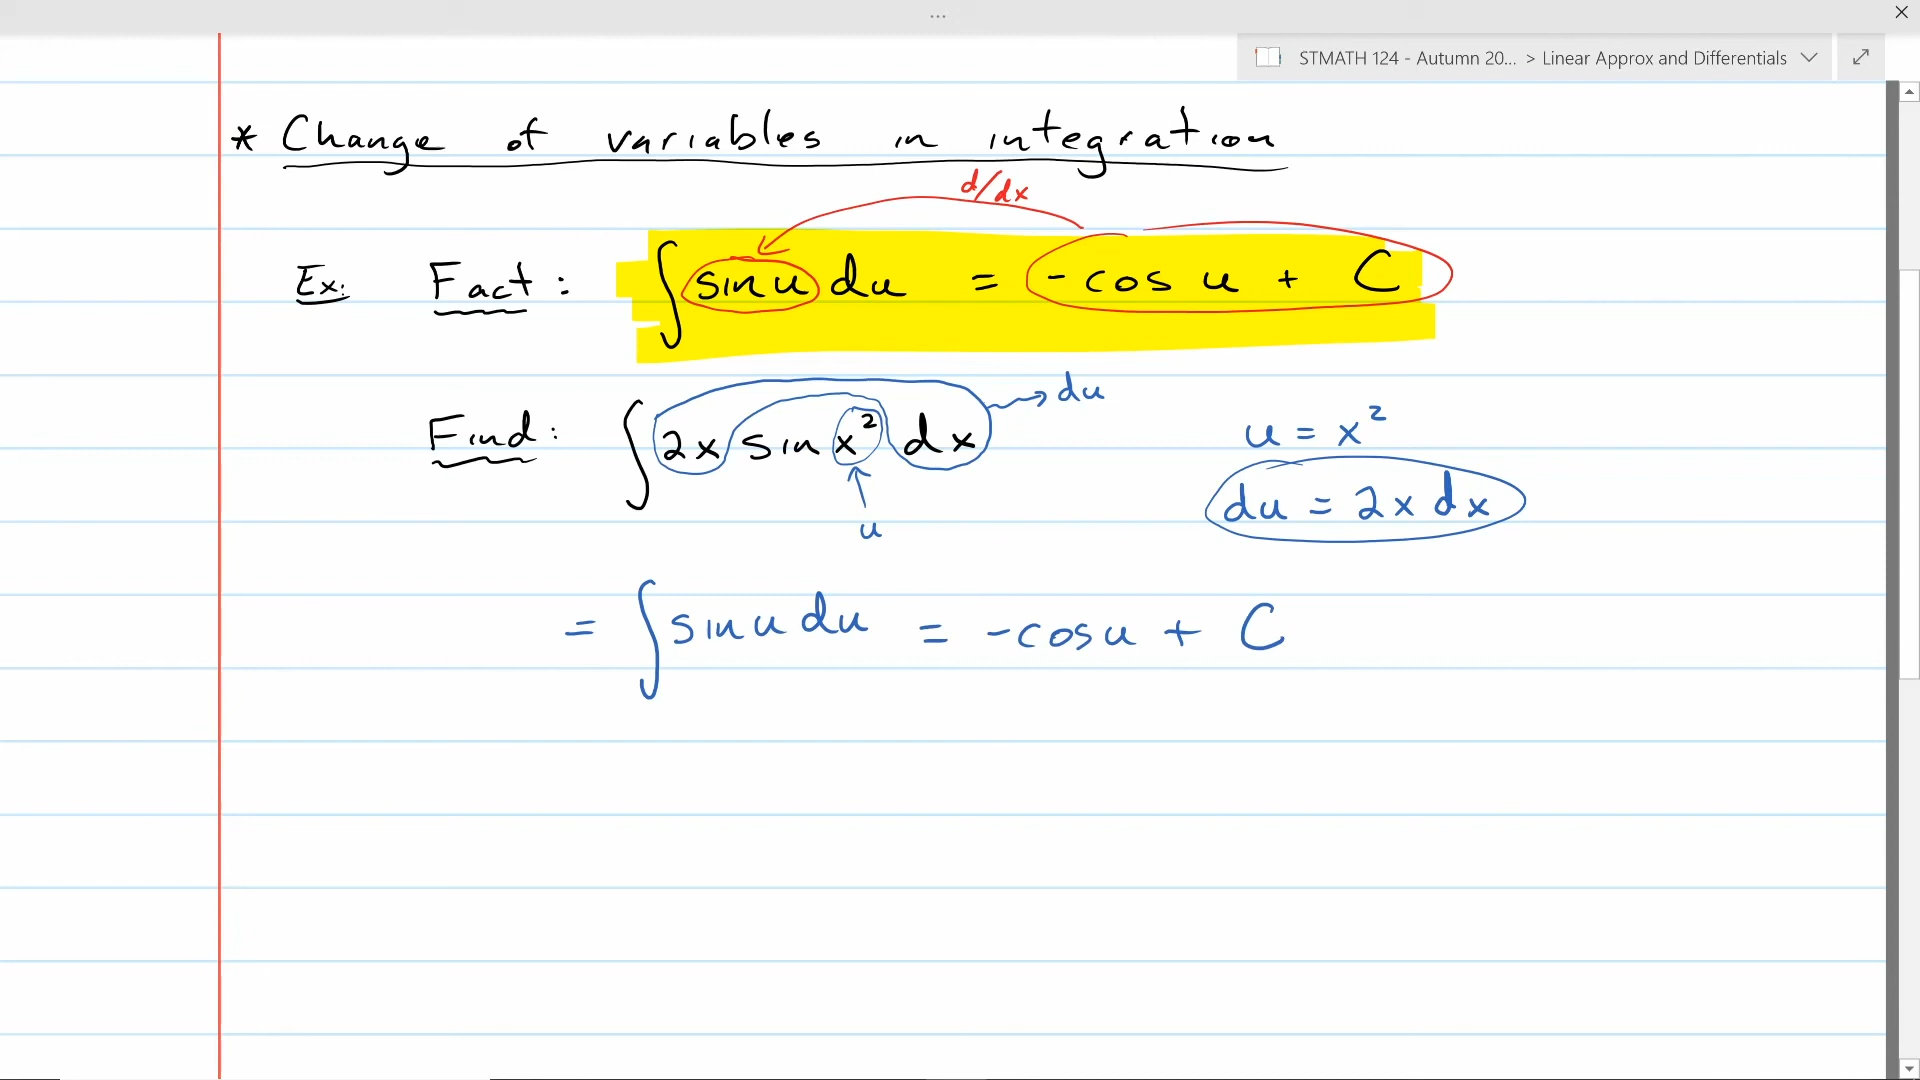 ...
STMATH 124 - Autumn 20... > Linear Approx and Differentials
* Change of variables in integration
d/dx
Ex: Fact: ∫ sin u du = - cos u + C
du
Find: ∫ 2x sin x² dx
u = x²
du = 2x dx
u
= ∫ sin u du = -cos u + C